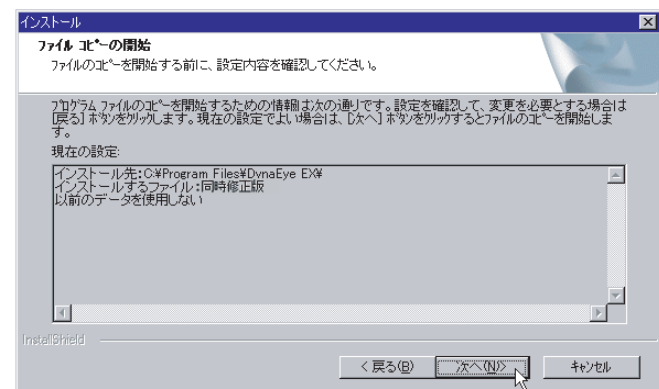 インストール
ファイル コピーの開始
ファイルのコピーを開始する前に、設定内容を確認してください。
プログラム ファイルのコピーを開始するための情報は次の通りです。設定を確認して、変更を必要とする場合は
[戻る] ボタンをクリックします。現在の設定でよい場合は、[次へ] ボタンをクリックするとファイルのコピーを開始しま
す。
現在の設定:
インストール先:C:¥Program Files¥DynaEye EX¥
インストールするファイル:同時修正版
以前のデータを使用しない
InstallShield
< 戻る(B)
次へ(N)>
キャンセル